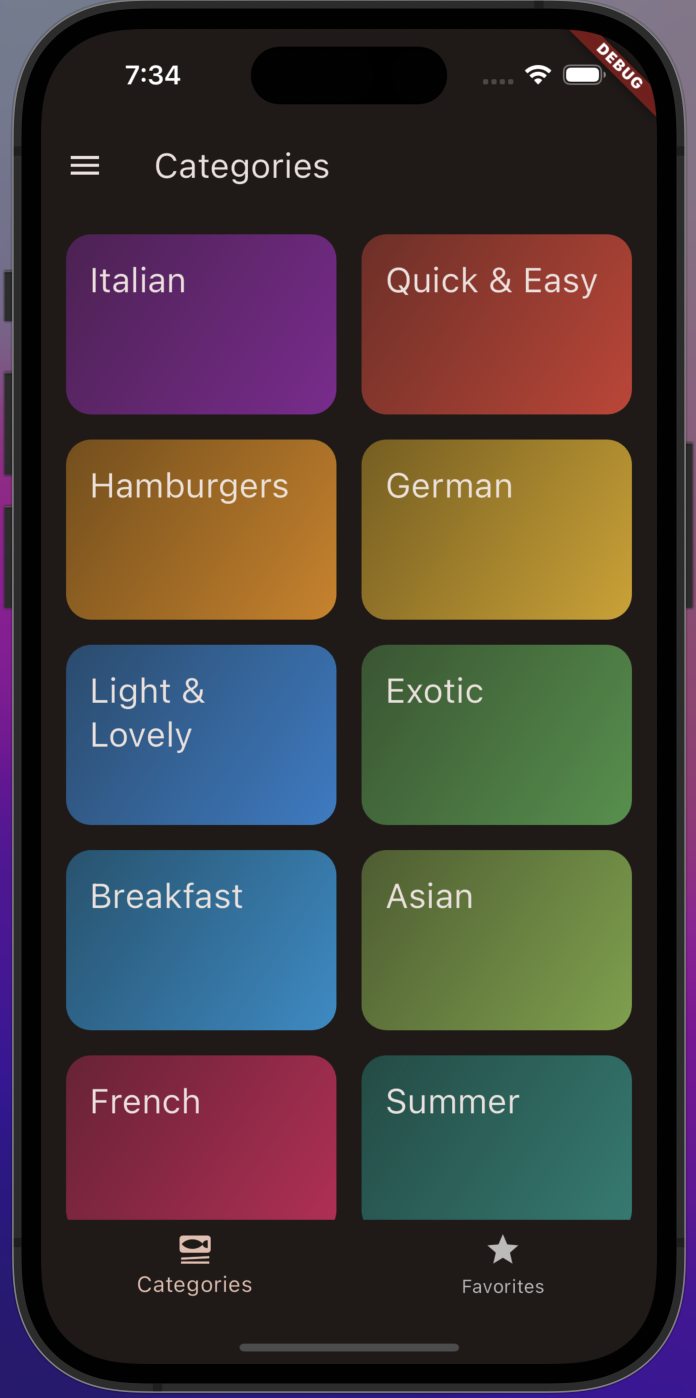 7:34
DEBUG
Categories
Italian
Quick & Easy
Hamburgers
German
Light &
Lovely
Exotic
Breakfast
Asian
French
Summer
Categories
Favorites